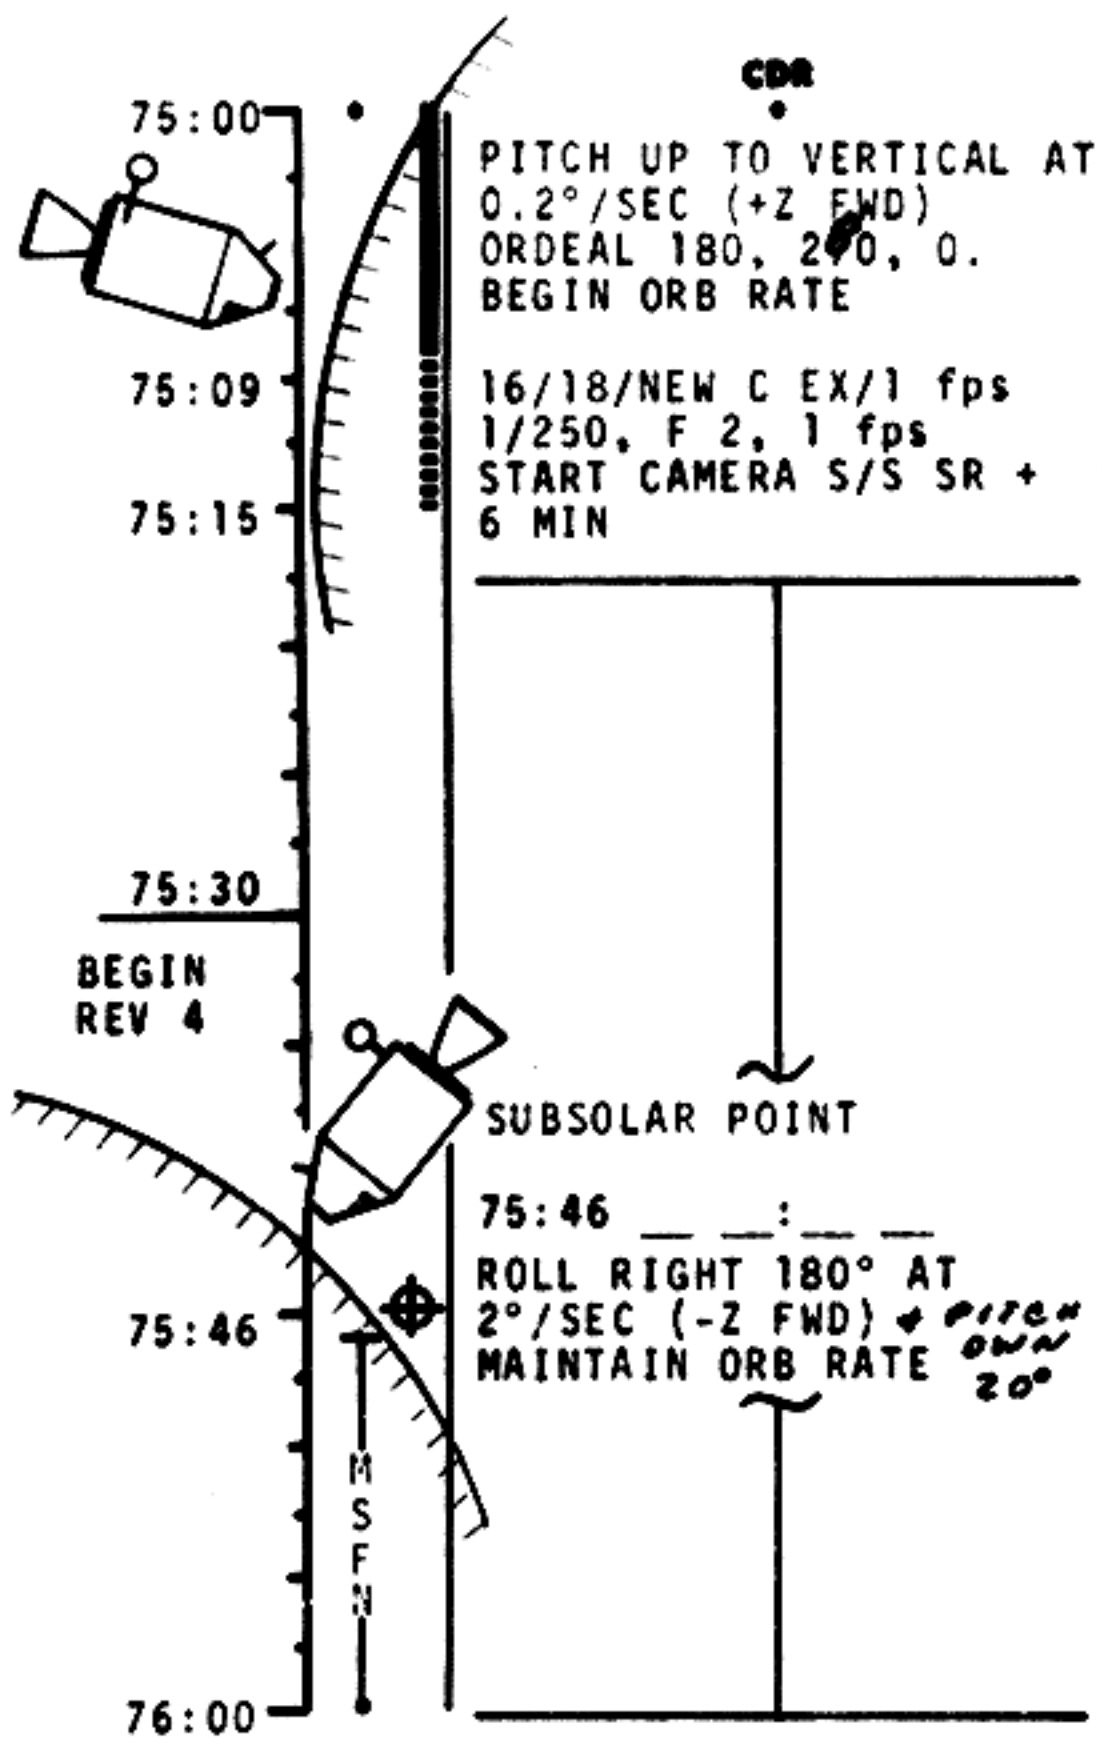 CDR
75:00
PITCH UP TO VERTICAL AT
0.2°/SEC (+Z FWD)
ORDEAL 180, 0.
BEGIN ORB RATE
75:09
16/18/NEW C EX/1 fps
1/250, F 2, 1 fps
START CAMERA S/S SR +
75:15
6 MIN
75:30
BEGIN
REV 4
SUBSOLAR POINT
75:46 __ __:__ __
ROLL RIGHT 180° AT
75:46
2°/SEC (-Z FWD) + PITCH
MAINTAIN ORB RATE
20°
MSFN
76:00